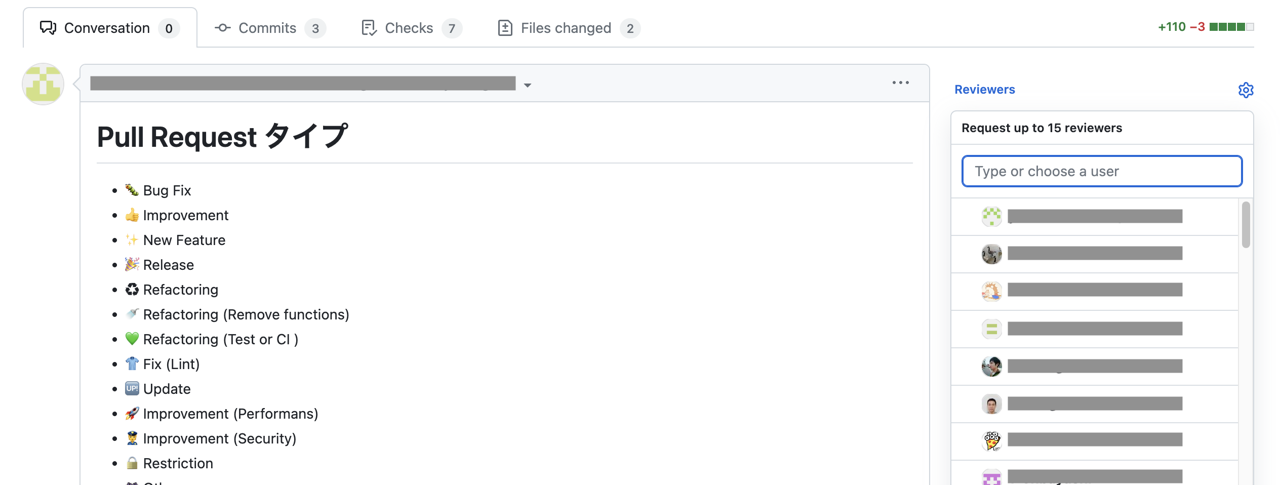 Conversation 0 Commits 3 Checks 7 Files changed 2 +110 −3
Reviewers
Request up to 15 reviewers
Type or choose a user
Pull Request タイプ
Bug Fix
Improvement
New Feature
Release
Refactoring
Refactoring (Remove functions)
Refactoring (Test or CI )
Fix (Lint)
UP! Update
Improvement (Performans)
Improvement (Security)
Restriction